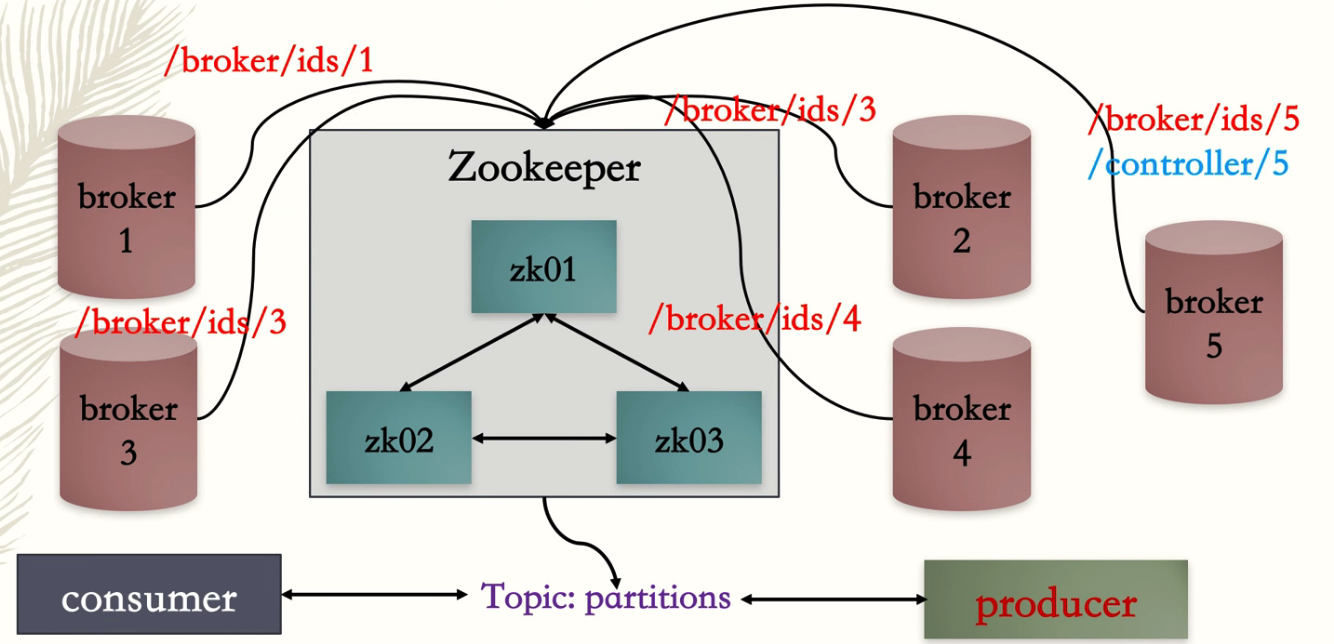 /broker/ids/1
/broker/ids/3
/broker/ids/5
/controller/5
Zookeeper
broker
1
broker
2
zk01
broker
5
/broker/ids/3
/broker/ids/4
broker
3
zk02
zk03
broker
4
consumer
Topic: partitions
producer